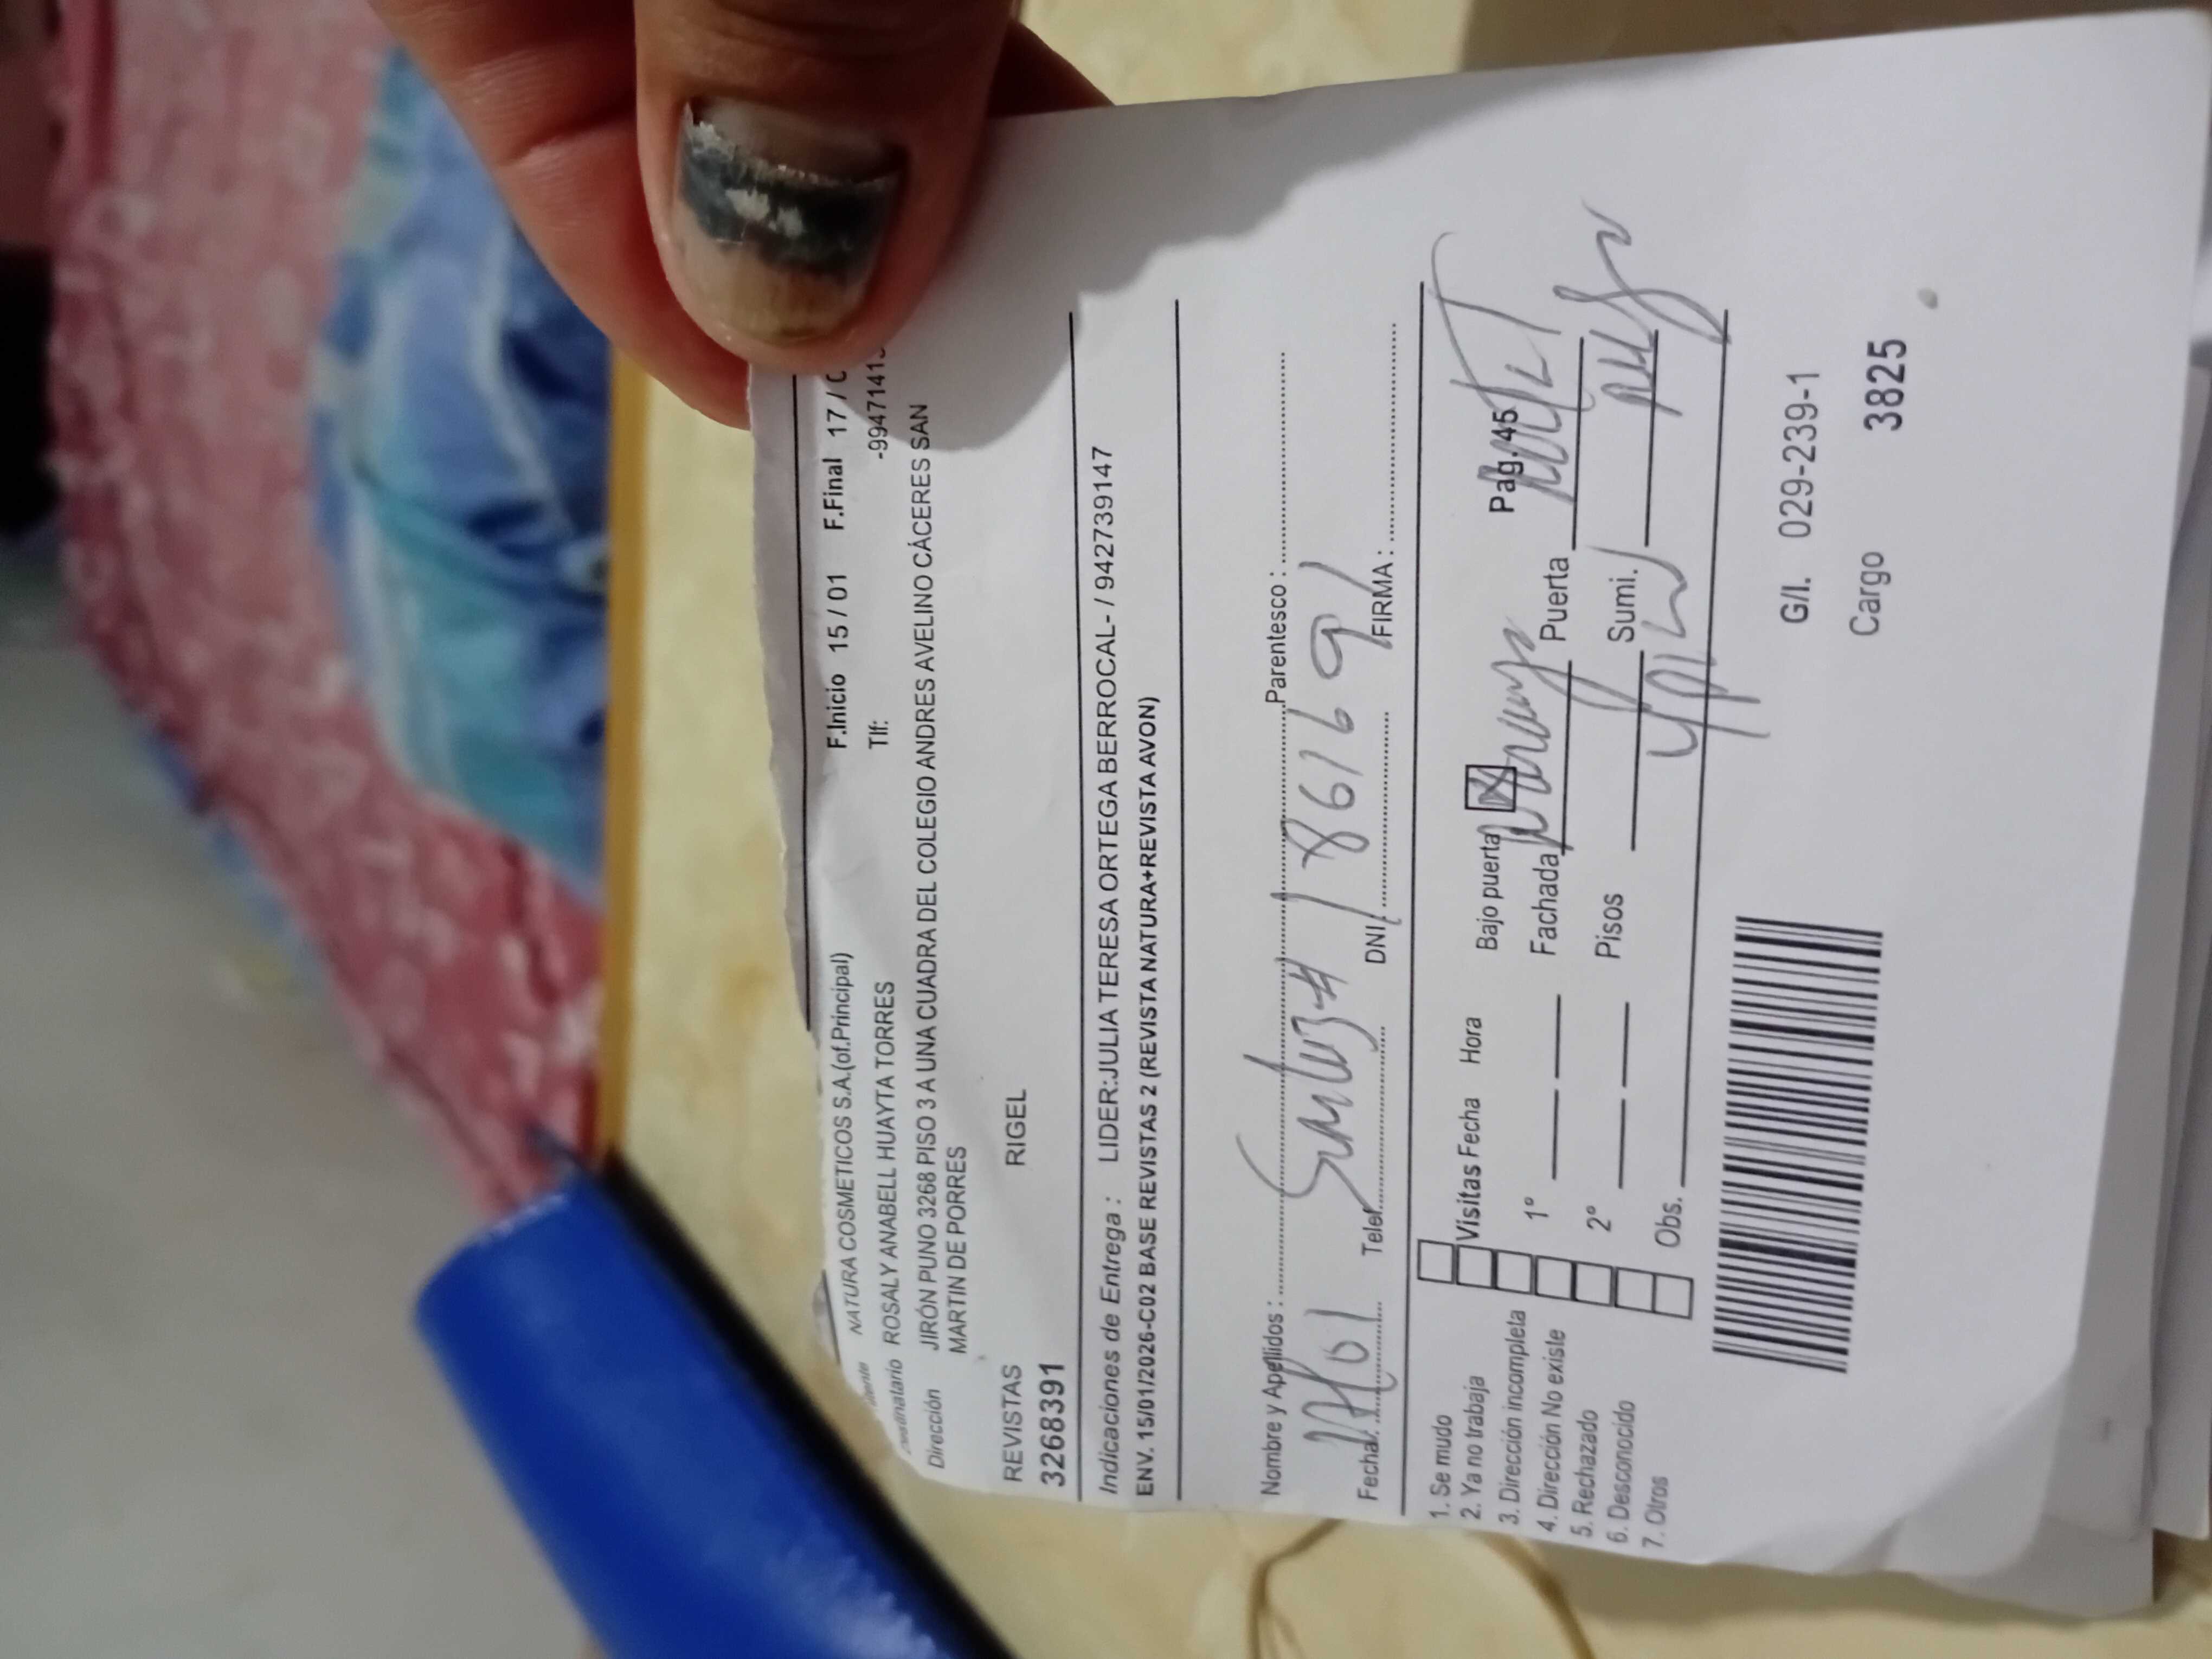 F.Inicio 15 / 01 F.Final 17 /
NATURA COSMETICOS S.A.(of.Principal) Tlf: -9947141
ROSALY ANABELL HUAYTA TORRES
Dirección JIRÓN PUNO 3268 PISO 3 A UNA CUADRA DEL COLEGIO ANDRES AVELINO CÁCERES SAN
MARTIN DE PORRES
REVISTAS RIGEL
3268391
Indicaciones de Entrega : LIDER:JULIA TERESA ORTEGA BERROCAL- / 942739147
ENV. 15/01/2026-C02 BASE REVISTAS 2 (REVISTA NATURA+REVISTA AVON)
Nombre y Apellidos : Parentesco :
Fecha: Telef. DNI FIRMA :
1. Se mudo
2. Ya no trabaja
3. Dirección incompleta
4. Dirección No existe
5. Rechazado
6. Desconocido
7. Otros
Visitas Fecha Hora Bajo puerta Pag. 45
1° Fachada Puerta
2° Pisos Sumi.
Obs.
G/I. 029-239-1
Cargo 3825